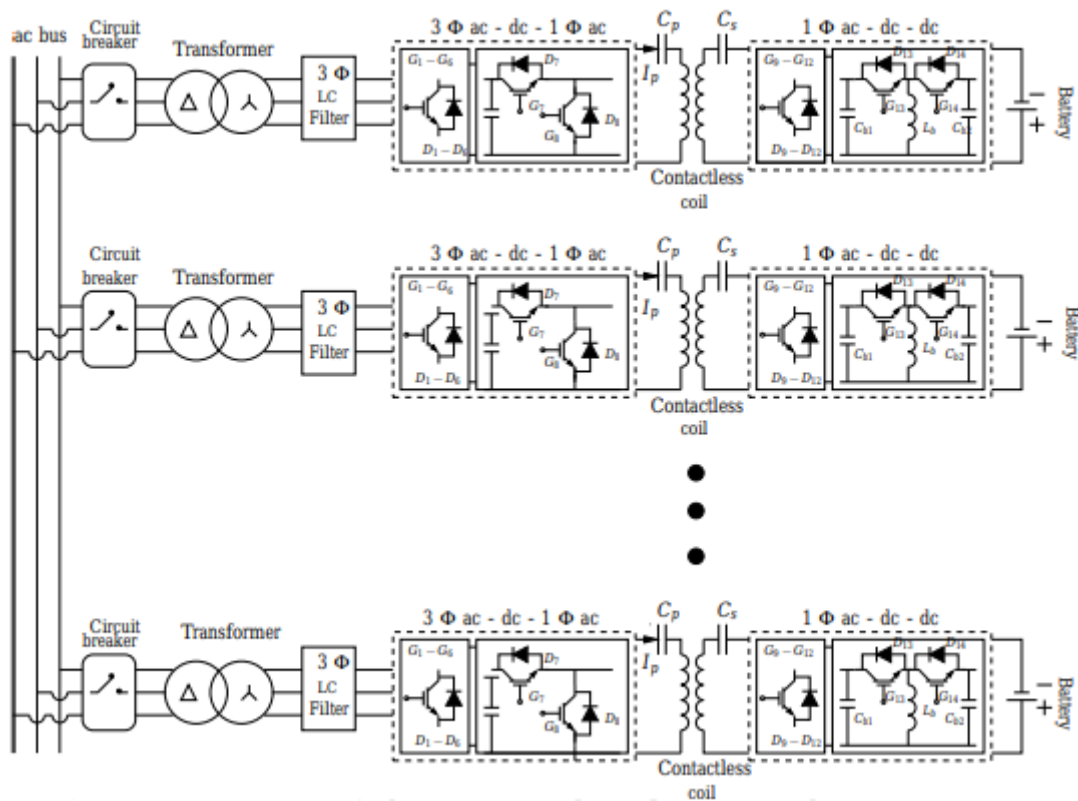 ac bus
Circuit
breaker
Transformer
3 Φ
LC
Filter
3 Φ ac - dc - 1 Φ ac
G1 − G6
D1 − D6
D7
G7
G8
D8
Cp
Ip
Cs
Contactless
coil
1 Φ ac - dc - dc
G9 − G12
D9 − D12
Cb1
D13
D14
G13
G14
Lb
Cb2
−
+
Battery
Circuit
breaker
Transformer
3 Φ
LC
Filter
3 Φ ac - dc - 1 Φ ac
G1 − G6
D1 − D6
D7
G7
G8
D8
Cp
Ip
Cs
Contactless
coil
1 Φ ac - dc - dc
G9 − G12
D9 − D12
Cb1
D13
D14
G13
G14
Lb
Cb2
−
+
Battery
Circuit
breaker
Transformer
3 Φ
LC
Filter
3 Φ ac - dc - 1 Φ ac
G1 − G6
D1 − D6
D7
G7
G8
D8
Cp
Ip
Cs
Contactless
coil
1 Φ ac - dc - dc
G9 − G12
D9 − D12
Cb1
D13
D14
G13
G14
Lb
Cb2
−
+
Battery